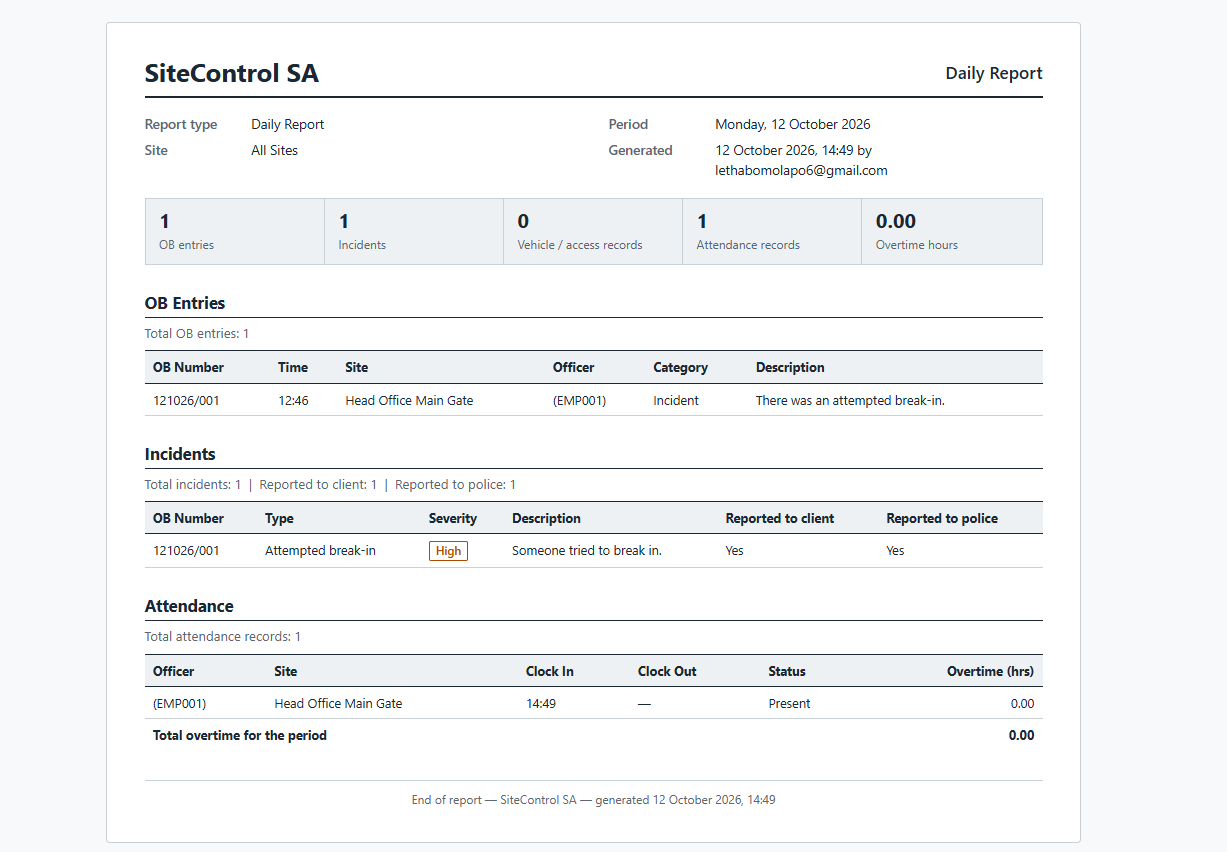 SiteControl SA
Daily Report
Report type Daily Report
Period Monday, 12 October 2026
Site All Sites
Generated 12 October 2026, 14:49 by
lethabomolapo6@gmail.com
1 1 0 1 0.00
OB entries Incidents Vehicle / access records Attendance records Overtime hours
OB Entries
Total OB entries: 1
OB Number Time Site Officer Category Description
121026/001 12:46 Head Office Main Gate (EMP001) Incident There was an attempted break-in.
Incidents
Total incidents: 1 | Reported to client: 1 | Reported to police: 1
OB Number Type Severity Description Reported to client Reported to police
121026/001 Attempted break-in High Someone tried to break in. Yes Yes
Attendance
Total attendance records: 1
Officer Site Clock In Clock Out Status Overtime (hrs)
(EMP001) Head Office Main Gate 14:49 — Present 0.00
Total overtime for the period 0.00
End of report — SiteControl SA — generated 12 October 2026, 14:49